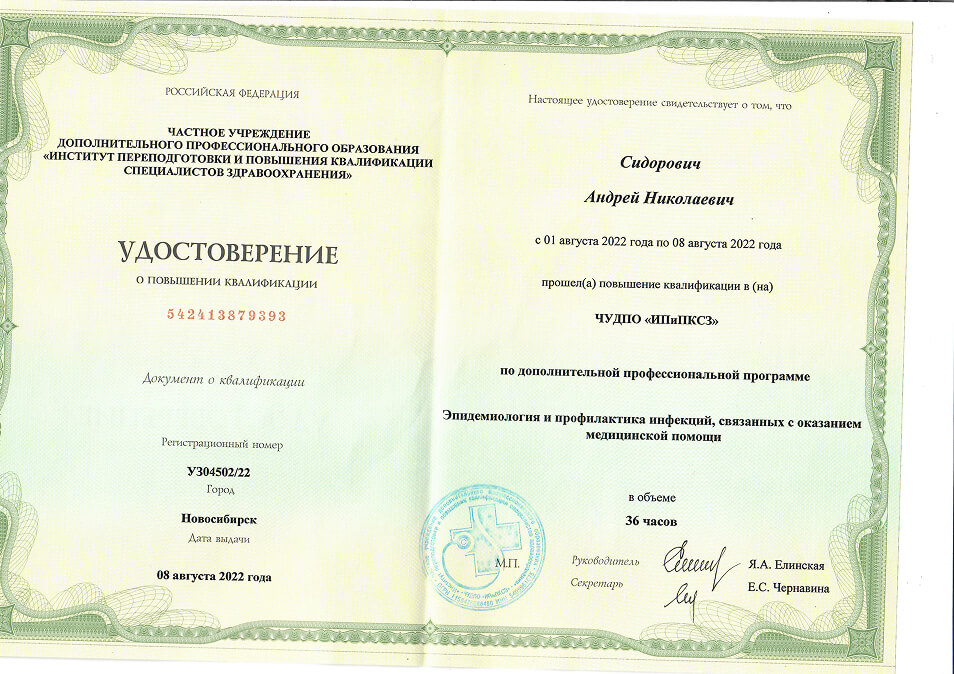 РОССИЙСКАЯ ФЕДЕРАЦИЯ
ЧАСТНОЕ УЧРЕЖДЕНИЕ
ДОПОЛНИТЕЛЬНОГО ПРОФЕССИОНАЛЬНОГО ОБРАЗОВАНИЯ
«ИНСТИТУТ ПЕРЕПОДГОТОВКИ И ПОВЫШЕНИЯ КВАЛИФИКАЦИИ
СПЕЦИАЛИСТОВ ЗДРАВООХРАНЕНИЯ»
УДОСТОВЕРЕНИЕ
О ПОВЫШЕНИИ КВАЛИФИКАЦИИ
542413879393
Документ о квалификации
Регистрационный номер
УЗ04502/22
Город
Новосибирск
Дата выдачи
08 августа 2022 года
Настоящее удостоверение свидетельствует о том, что
Сидорович
Андрей Николаевич
с 01 августа 2022 года по 08 августа 2022 года
прошел(а) повышение квалификации в (на)
ЧУДПО «ИПиПКСЗ»
по дополнительной профессиональной программе
Эпидемиология и профилактика инфекций, связанных с оказанием
медицинской помощи
в объеме
36 часов
М.П.
Руководитель Я.А. Елинская
Секретарь Е.С. Чернавина